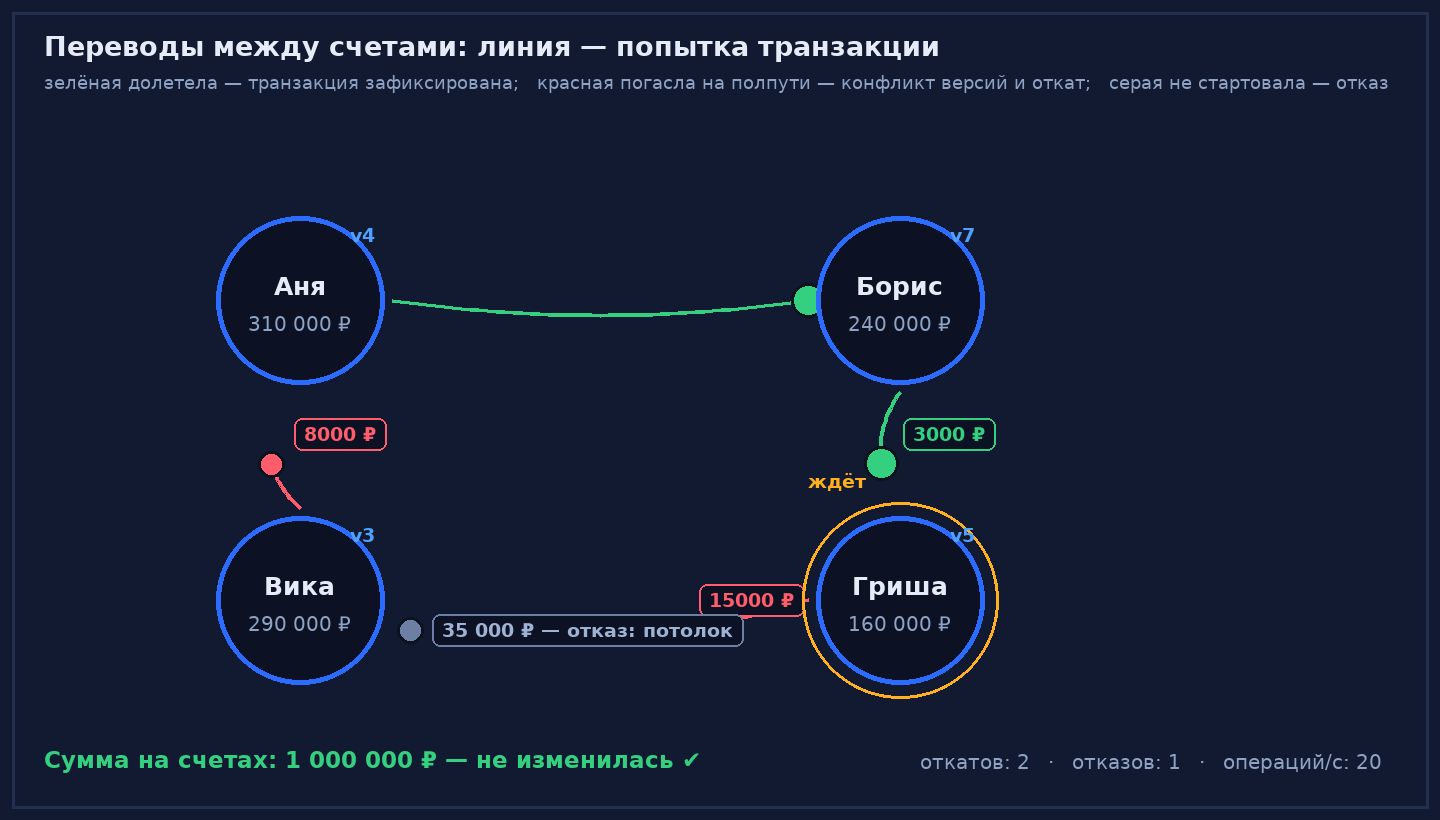 Переводы между счетами: линия — попытка транзакции
зелёная долетела — транзакция зафиксирована; красная погасла на полпути — конфликт версий и откат; серая не стартовала — отказ
v4
Аня
310 000 ₽
v7
Борис
240 000 ₽
8000 ₽
3000 ₽
ждёт
v3
Вика
290 000 ₽
v5
Гриша
160 000 ₽
15000 ₽
35 000 ₽ — отказ: потолок
Сумма на счетах: 1 000 000 ₽ — не изменилась ✔
откатов: 2 · отказов: 1 · операций/с: 20